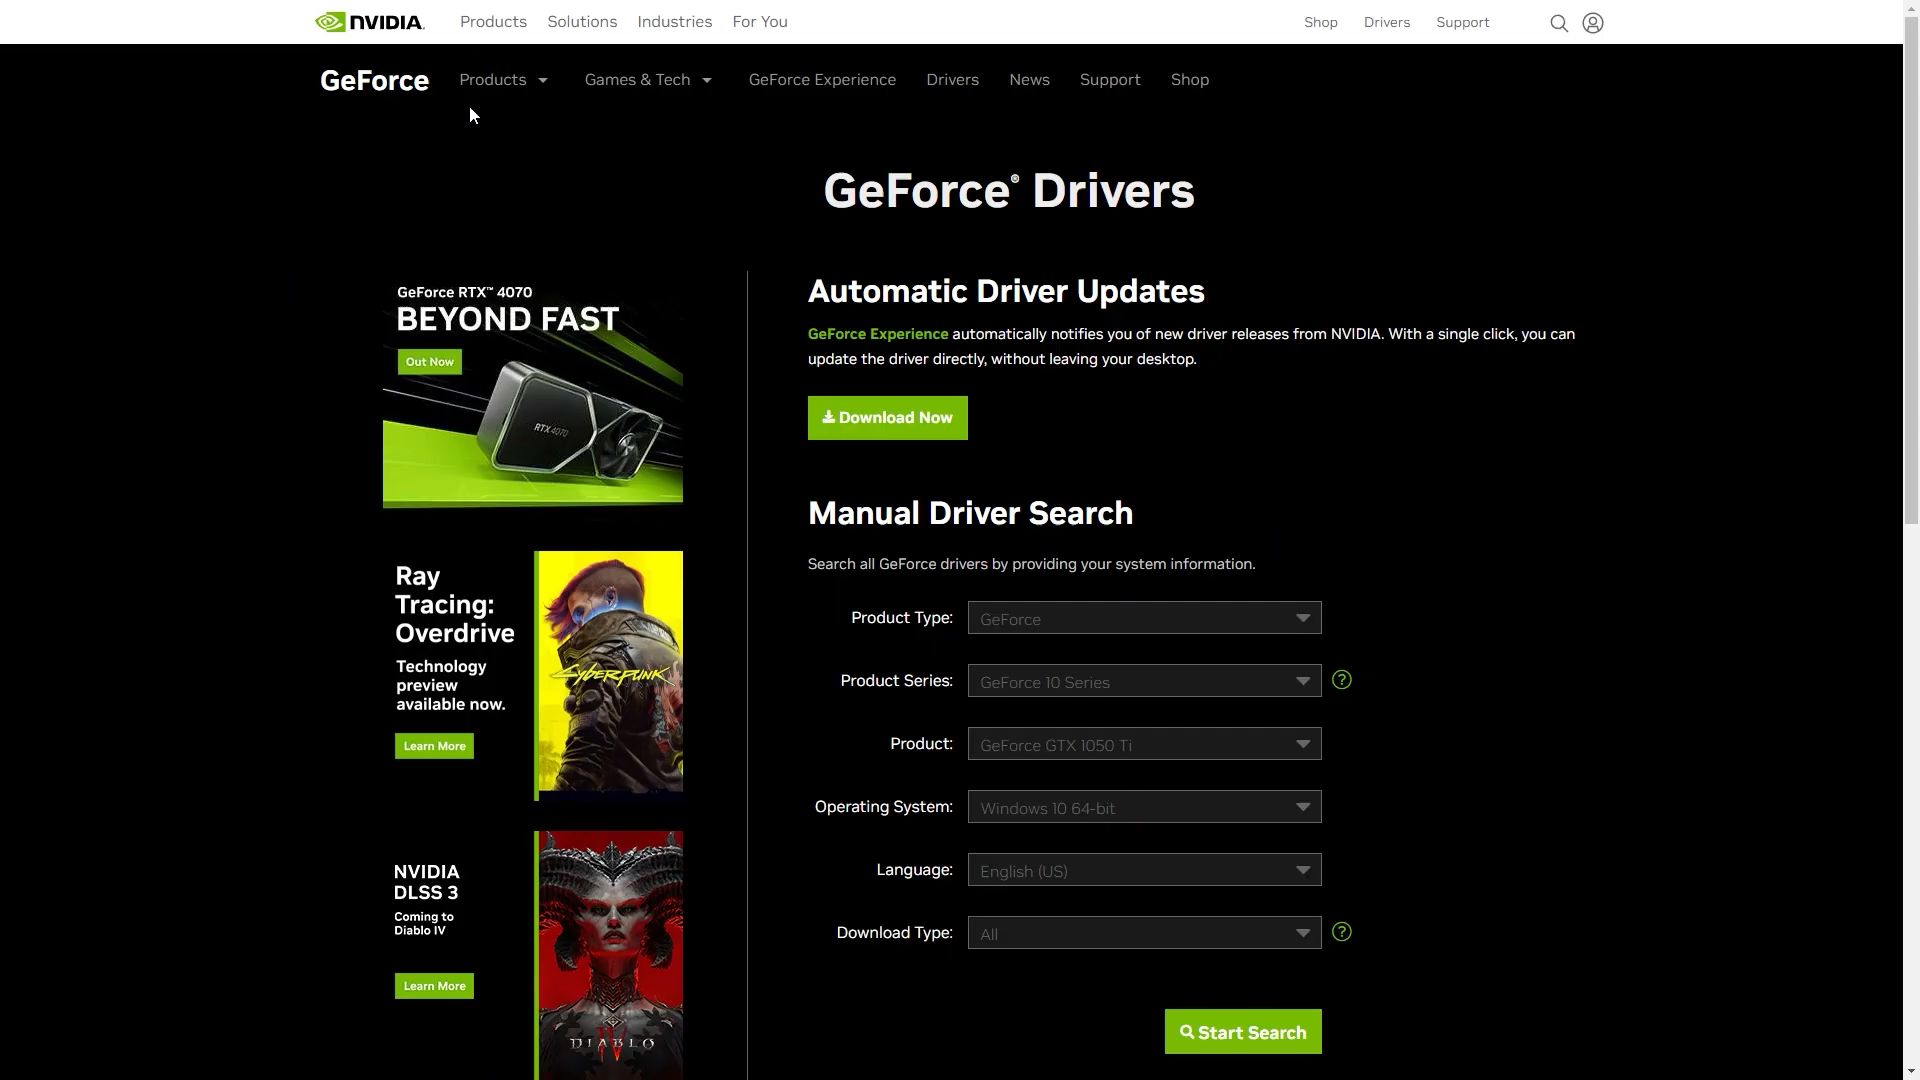 NVIDIA. Products Solutions Industries For You Shop Drivers Support
GeForce Products Games & Tech GeForce Experience Drivers News Support Shop
GeForce® Drivers
GeForce RTX™ 4070
BEYOND FAST
Out Now
RTX 4070
Ray
Tracing:
Overdrive
Technology
preview
available now.
Learn More
CYBERPUNK
NVIDIA
DLSS 3
Coming to
Diablo IV
Learn More
DIABLO
IV
Automatic Driver Updates
GeForce Experience automatically notifies you of new driver releases from NVIDIA. With a single click, you can
update the driver directly, without leaving your desktop.
Download Now
Manual Driver Search
Search all GeForce drivers by providing your system information.
Product Type: GeForce
Product Series: GeForce 10 Series ?
Product: GeForce GTX 1050 Ti
Operating System: Windows 10 64-bit
Language: English (US)
Download Type: All ?
Start Search